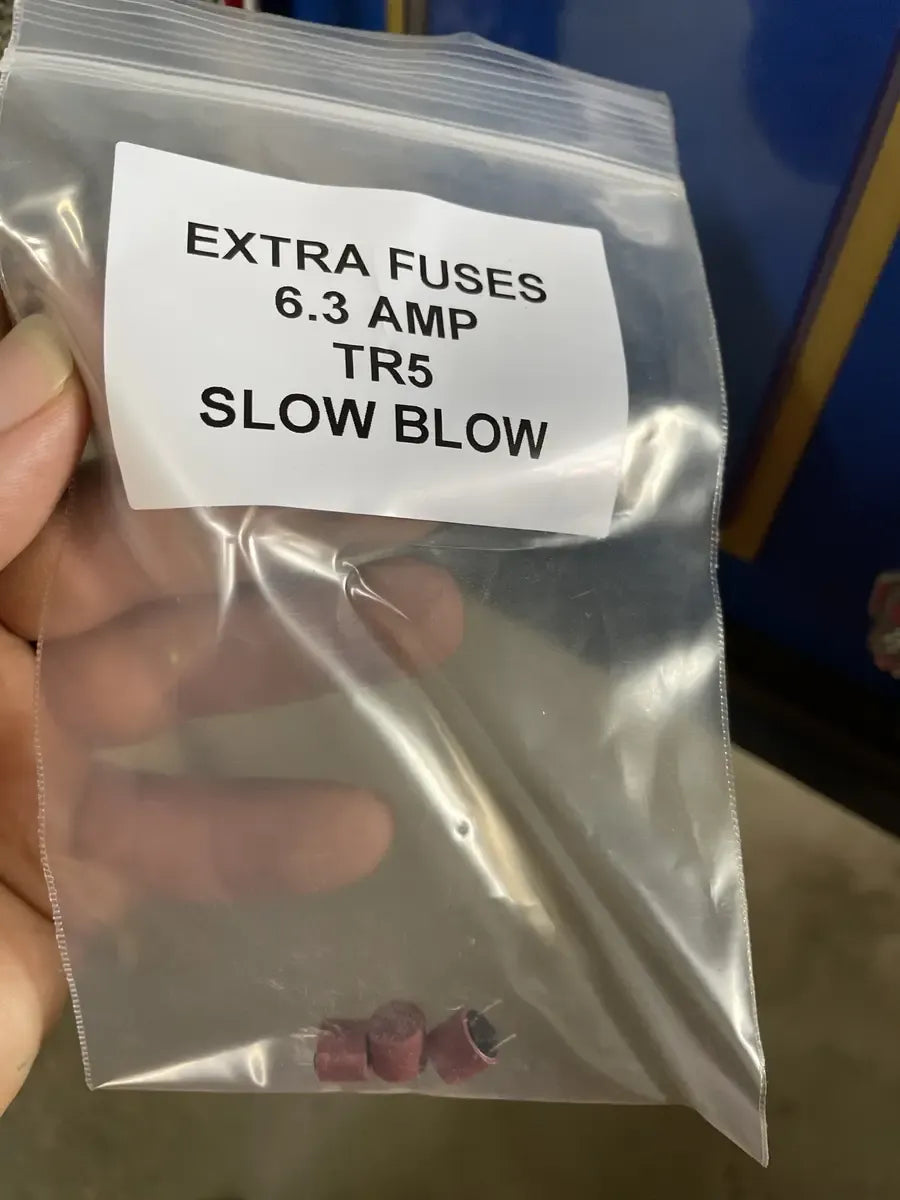 EXTRA FUSES
6.3 AMP
TR5
SLOW BLOW